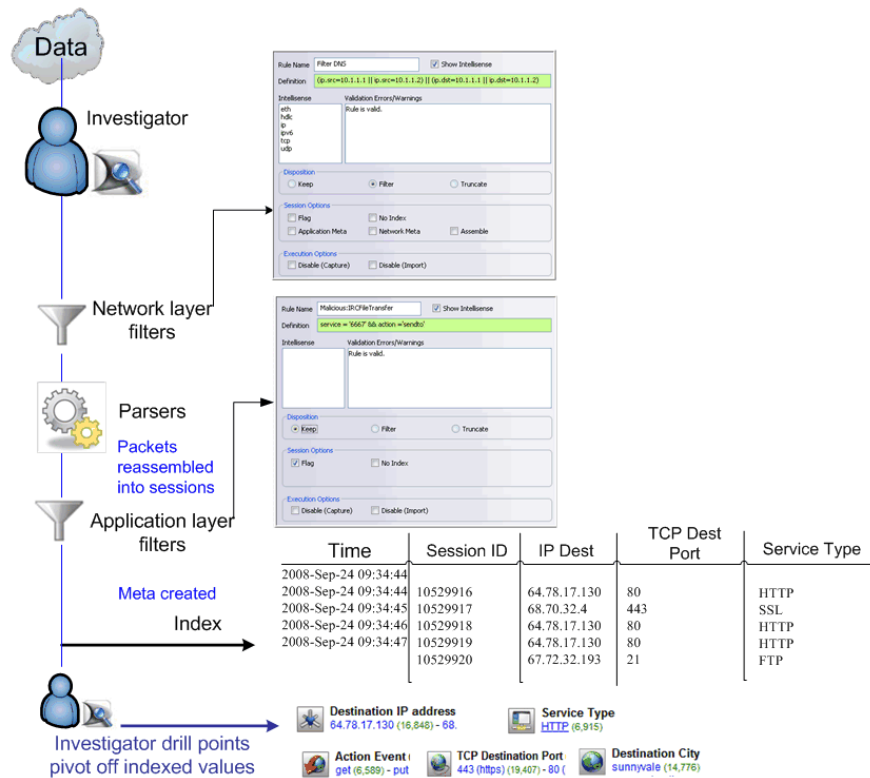 Data
Investigator
Rule Name Filter DNS Show Intellisense
Definition (ip.src=10.1.1.1 || ip.src=10.1.1.2) || (ip.dst=10.1.1.1 || ip.dst=10.1.1.2)
Intellisense Validation Errors/Warnings
eth Rule is valid.
hdlc
ip
ipv6
tcp
udp
Disposition
Keep Filter Truncate
Session Options
Flag No Index
Application Meta Network Meta Assemble
Execution Options
Disable (Capture) Disable (Import)
Network layer
filters
Rule Name Malicious:IRCFileTransfer Show Intellisense
Definition service = '6667' && action ='sendto'
Intellisense Validation Errors/Warnings
Rule is valid.
Disposition
Keep Filter Truncate
Session Options
Flag No Index
Execution Options
Disable (Capture) Disable (Import)
Parsers
Packets
reassembled
into sessions
Application layer
filters
Meta created
Index
Time Session ID IP Dest TCP Dest Port Service Type
2008-Sep-24 09:34:44
2008-Sep-24 09:34:44 10529916 64.78.17.130 80 HTTP
2008-Sep-24 09:34:45 10529917 68.70.32.4 443 SSL
2008-Sep-24 09:34:46 10529918 64.78.17.130 80 HTTP
2008-Sep-24 09:34:47 10529919 64.78.17.130 80 HTTP
10529920 67.72.32.193 21 FTP
Investigator drill points
pivot off indexed values
Destination IP address
64.78.17.130 (16,848) - 68.
Service Type
HTTP (6,915)
Action Event (
get (6,589) - put
TCP Destination Port
443 (https) (19,407) - 80 (
Destination City
sunnyvale (14,776)